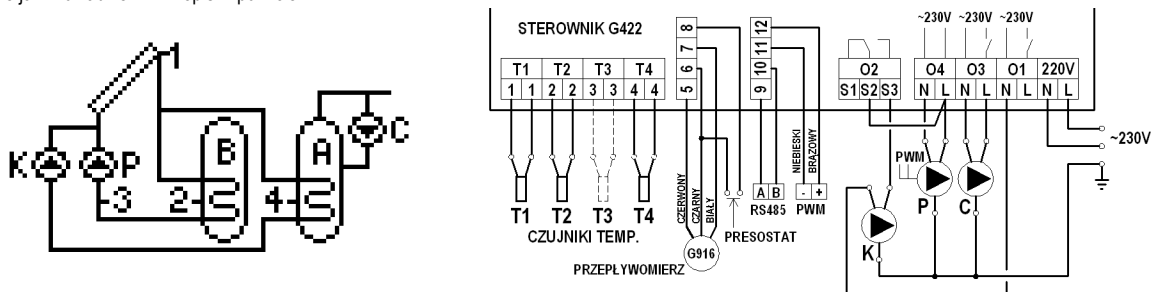 STEROWNIK G422
T1 T2 T3 T4
1 1 2 2 3 3 4 4
T1 T2 T3 T4
CZUJNIKI TEMP.
8
7
6
5
CZERWONY
CZARNY
BIAŁY
G916
PRZEPŁYWOMIERZ
PRESOSTAT
12
11
10
9
NIEBIESKI
BRĄZOWY
A B
RS485
- +
PWM
~230V ~230V ~230V
O2 O4 O3 O1 220V
S1 S2 S3 N L N L N L N L
~230V
PWM
P
C
K
1
K P B A C
3 2 4